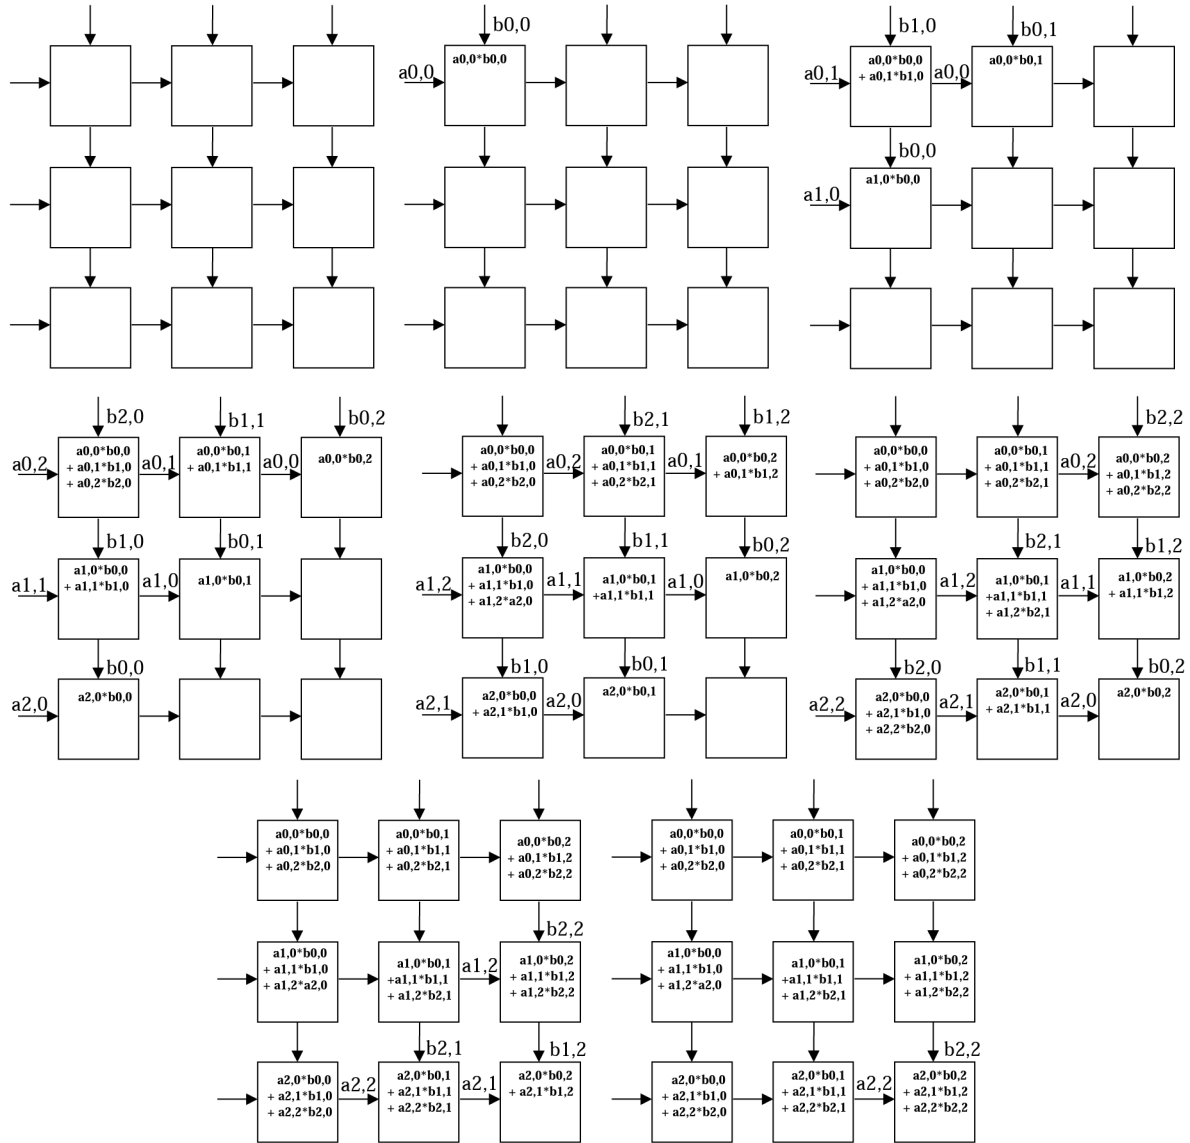 b0,0
a0,0
a0,0*b0,0
b1,0
b0,1
a0,1
a0,0*b0,0
+ a0,1*b1,0
a0,0
a0,0*b0,1
b0,0
a1,0
a1,0*b0,0
b2,0
b1,1
b0,2
a0,2
a0,0*b0,0
+ a0,1*b1,0
+ a0,2*b2,0
a0,1
a0,0*b0,1
+ a0,1*b1,1
a0,0
a0,0*b0,2
b1,0
b0,1
a1,1
a1,0*b0,0
+ a1,1*b1,0
a1,0
a1,0*b0,1
b0,0
a2,0
a2,0*b0,0
b2,1
b1,2
a0,0*b0,0
+ a0,1*b1,0
+ a0,2*b2,0
a0,2
a0,0*b0,1
+ a0,1*b1,1
+ a0,2*b2,1
a0,1
a0,0*b0,2
+ a0,1*b1,2
b2,0
b1,1
b0,2
a1,2
a1,0*b0,0
+ a1,1*b1,0
+ a1,2*a2,0
a1,1
a1,0*b0,1
+a1,1*b1,1
a1,0
a1,0*b0,2
b1,0
b0,1
a2,1
a2,0*b0,0
+ a2,1*b1,0
a2,0
a2,0*b0,1
b2,2
a0,0*b0,0
+ a0,1*b1,0
+ a0,2*b2,0
a0,0*b0,1
+ a0,1*b1,1
+ a0,2*b2,1
a0,2
a0,0*b0,2
+ a0,1*b1,2
+ a0,2*b2,2
b2,1
b1,2
a1,0*b0,0
+ a1,1*b1,0
+ a1,2*a2,0
a1,2
a1,0*b0,1
+a1,1*b1,1
+ a1,2*b2,1
a1,1
a1,0*b0,2
+ a1,1*b1,2
b2,0
b1,1
b0,2
a2,2
a2,0*b0,0
+ a2,1*b1,0
+ a2,2*b2,0
a2,1
a2,0*b0,1
+ a2,1*b1,1
a2,0
a2,0*b0,2
a0,0*b0,0
+ a0,1*b1,0
+ a0,2*b2,0
a0,0*b0,1
+ a0,1*b1,1
+ a0,2*b2,1
a0,0*b0,2
+ a0,1*b1,2
+ a0,2*b2,2
b2,2
a1,0*b0,0
+ a1,1*b1,0
+ a1,2*a2,0
a1,0*b0,1
+a1,1*b1,1
+ a1,2*b2,1
a1,2
a1,0*b0,2
+ a1,1*b1,2
+ a1,2*b2,2
b2,1
b1,2
a2,0*b0,0
+ a2,1*b1,0
+ a2,2*b2,0
a2,2
a2,0*b0,1
+ a2,1*b1,1
+ a2,2*b2,1
a2,1
a2,0*b0,2
+ a2,1*b1,2
a0,0*b0,0
+ a0,1*b1,0
+ a0,2*b2,0
a0,0*b0,1
+ a0,1*b1,1
+ a0,2*b2,1
a0,0*b0,2
+ a0,1*b1,2
+ a0,2*b2,2
a1,0*b0,0
+ a1,1*b1,0
+ a1,2*a2,0
a1,0*b0,1
+a1,1*b1,1
+ a1,2*b2,1
a1,0*b0,2
+ a1,1*b1,2
+ a1,2*b2,2
b2,2
a2,0*b0,0
+ a2,1*b1,0
+ a2,2*b2,0
a2,0*b0,1
+ a2,1*b1,1
+ a2,2*b2,1
a2,2
a2,0*b0,2
+ a2,1*b1,2
+ a2,2*b2,2